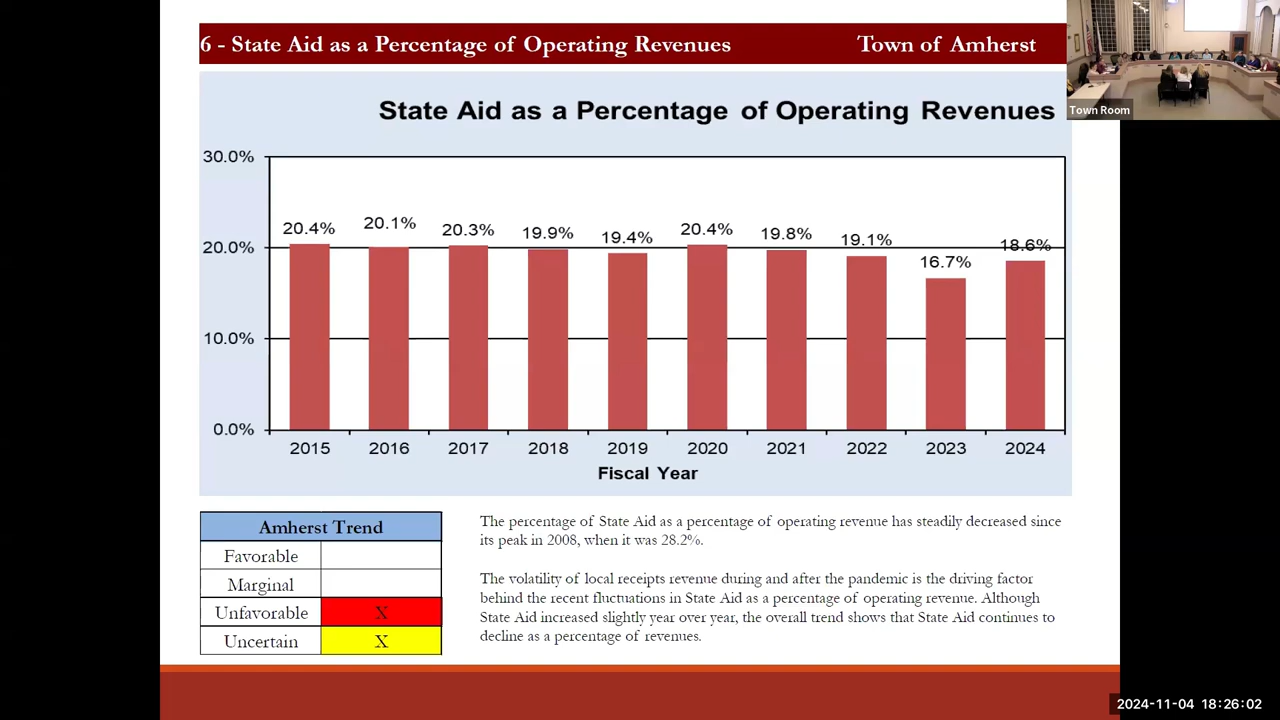 6 - State Aid as a Percentage of Operating Revenues Town of Amherst
Town Room
State Aid as a Percentage of Operating Revenues
30.0%
20.0%
10.0%
0.0%
20.4% 20.1% 20.3% 19.9% 19.4% 20.4% 19.8% 19.1% 16.7% 18.6%
2015 2016 2017 2018 2019 2020 2021 2022 2023 2024
Fiscal Year
Amherst Trend
Favorable
Marginal
Unfavorable X
Uncertain X
The percentage of State Aid as a percentage of operating revenue has steadily decreased since
its peak in 2008, when it was 28.2%.
The volatility of local receipts revenue during and after the pandemic is the driving factor
behind the recent fluctuations in State Aid as a percentage of operating revenue. Although
State Aid increased slightly year over year, the overall trend shows that State Aid continues to
decline as a percentage of revenues.
2024-11-04 18:26:02